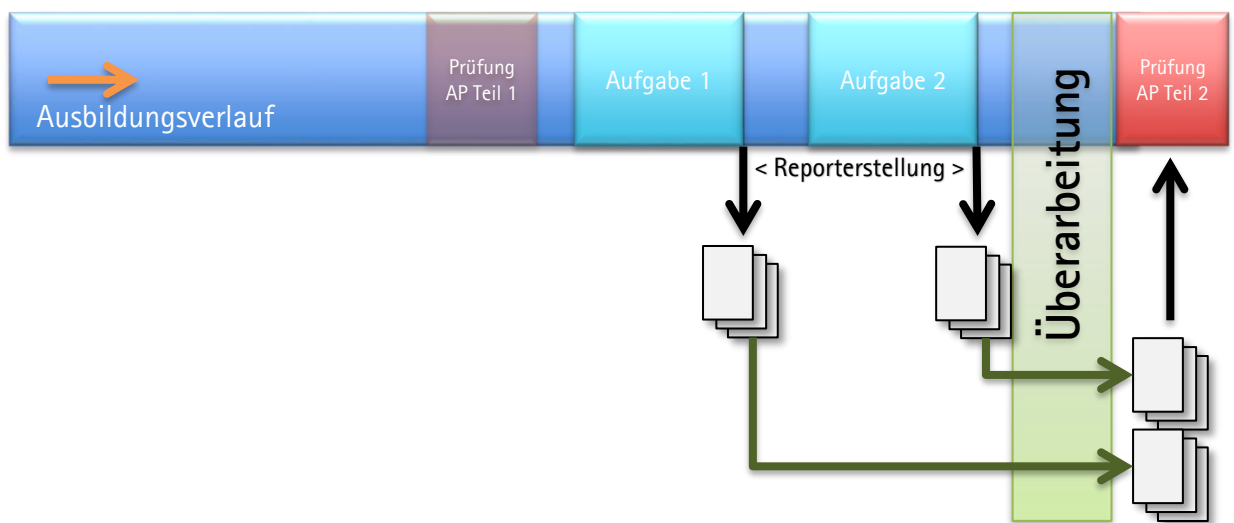 Ausbildungsverlauf
Prüfung
AP Teil 1
Aufgabe 1
Aufgabe 2
Überarbeitung
Prüfung
AP Teil 2
< Reporterstellung >